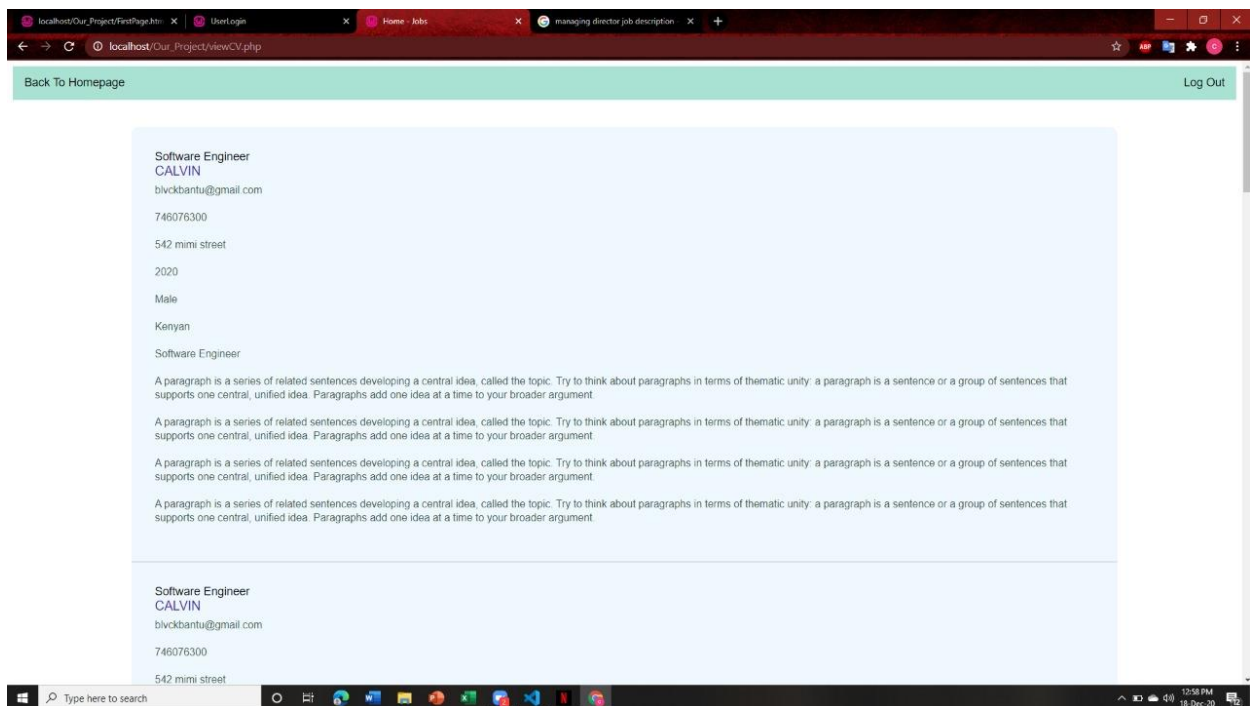 localhost/Our_Project/FirstPage.htm
UserLogin
Home - Jobs
managing director job description
localhost/Our_Project/viewCV.php
ABP
Back To Homepage
Log Out
Software Engineer
CALVIN
blvckbantu@gmail.com
746076300
542 mimi street
2020
Male
Kenyan
Software Engineer
A paragraph is a series of related sentences developing a central idea, called the topic. Try to think about paragraphs in terms of thematic unity: a paragraph is a sentence or a group of sentences that
supports one central, unified idea. Paragraphs add one idea at a time to your broader argument.
A paragraph is a series of related sentences developing a central idea, called the topic. Try to think about paragraphs in terms of thematic unity: a paragraph is a sentence or a group of sentences that
supports one central, unified idea. Paragraphs add one idea at a time to your broader argument.
A paragraph is a series of related sentences developing a central idea, called the topic. Try to think about paragraphs in terms of thematic unity: a paragraph is a sentence or a group of sentences that
supports one central, unified idea. Paragraphs add one idea at a time to your broader argument.
A paragraph is a series of related sentences developing a central idea, called the topic. Try to think about paragraphs in terms of thematic unity: a paragraph is a sentence or a group of sentences that
supports one central, unified idea. Paragraphs add one idea at a time to your broader argument.
Software Engineer
CALVIN
blvckbantu@gmail.com
746076300
542 mimi street
Type here to search
12:58 PM
18-Dec-20